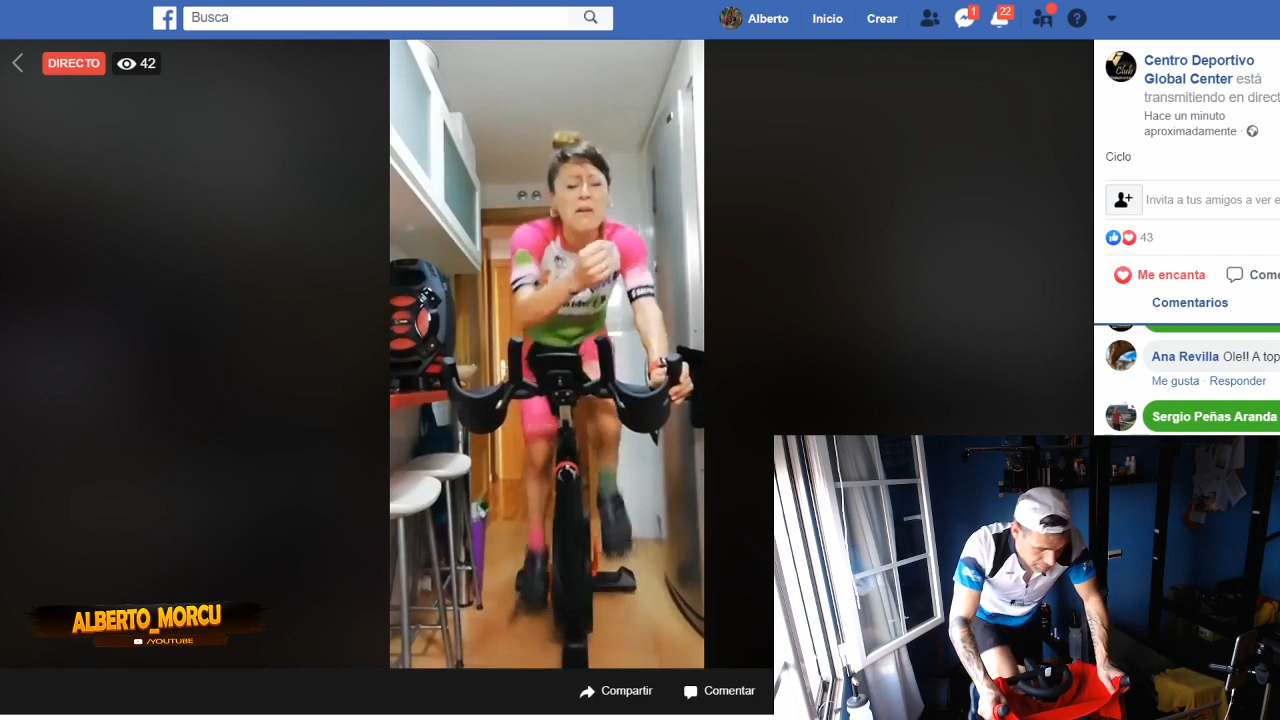 Busca
Alberto
Inicio
Crear
1
22
DIRECTO
42
Centro Deportivo
Global Center está
transmitiendo en direct
Hace un minuto
aproximadamente ·
Ciclo
Invita a tus amigos a ver e
43
Me encanta
Come
Comentarios
Ana Revilla Ole!! A top
Me gusta · Responder
Sergio Peñas Aranda
ALBERTO_MORCU
/YOUTUBE
Compartir
Comentar